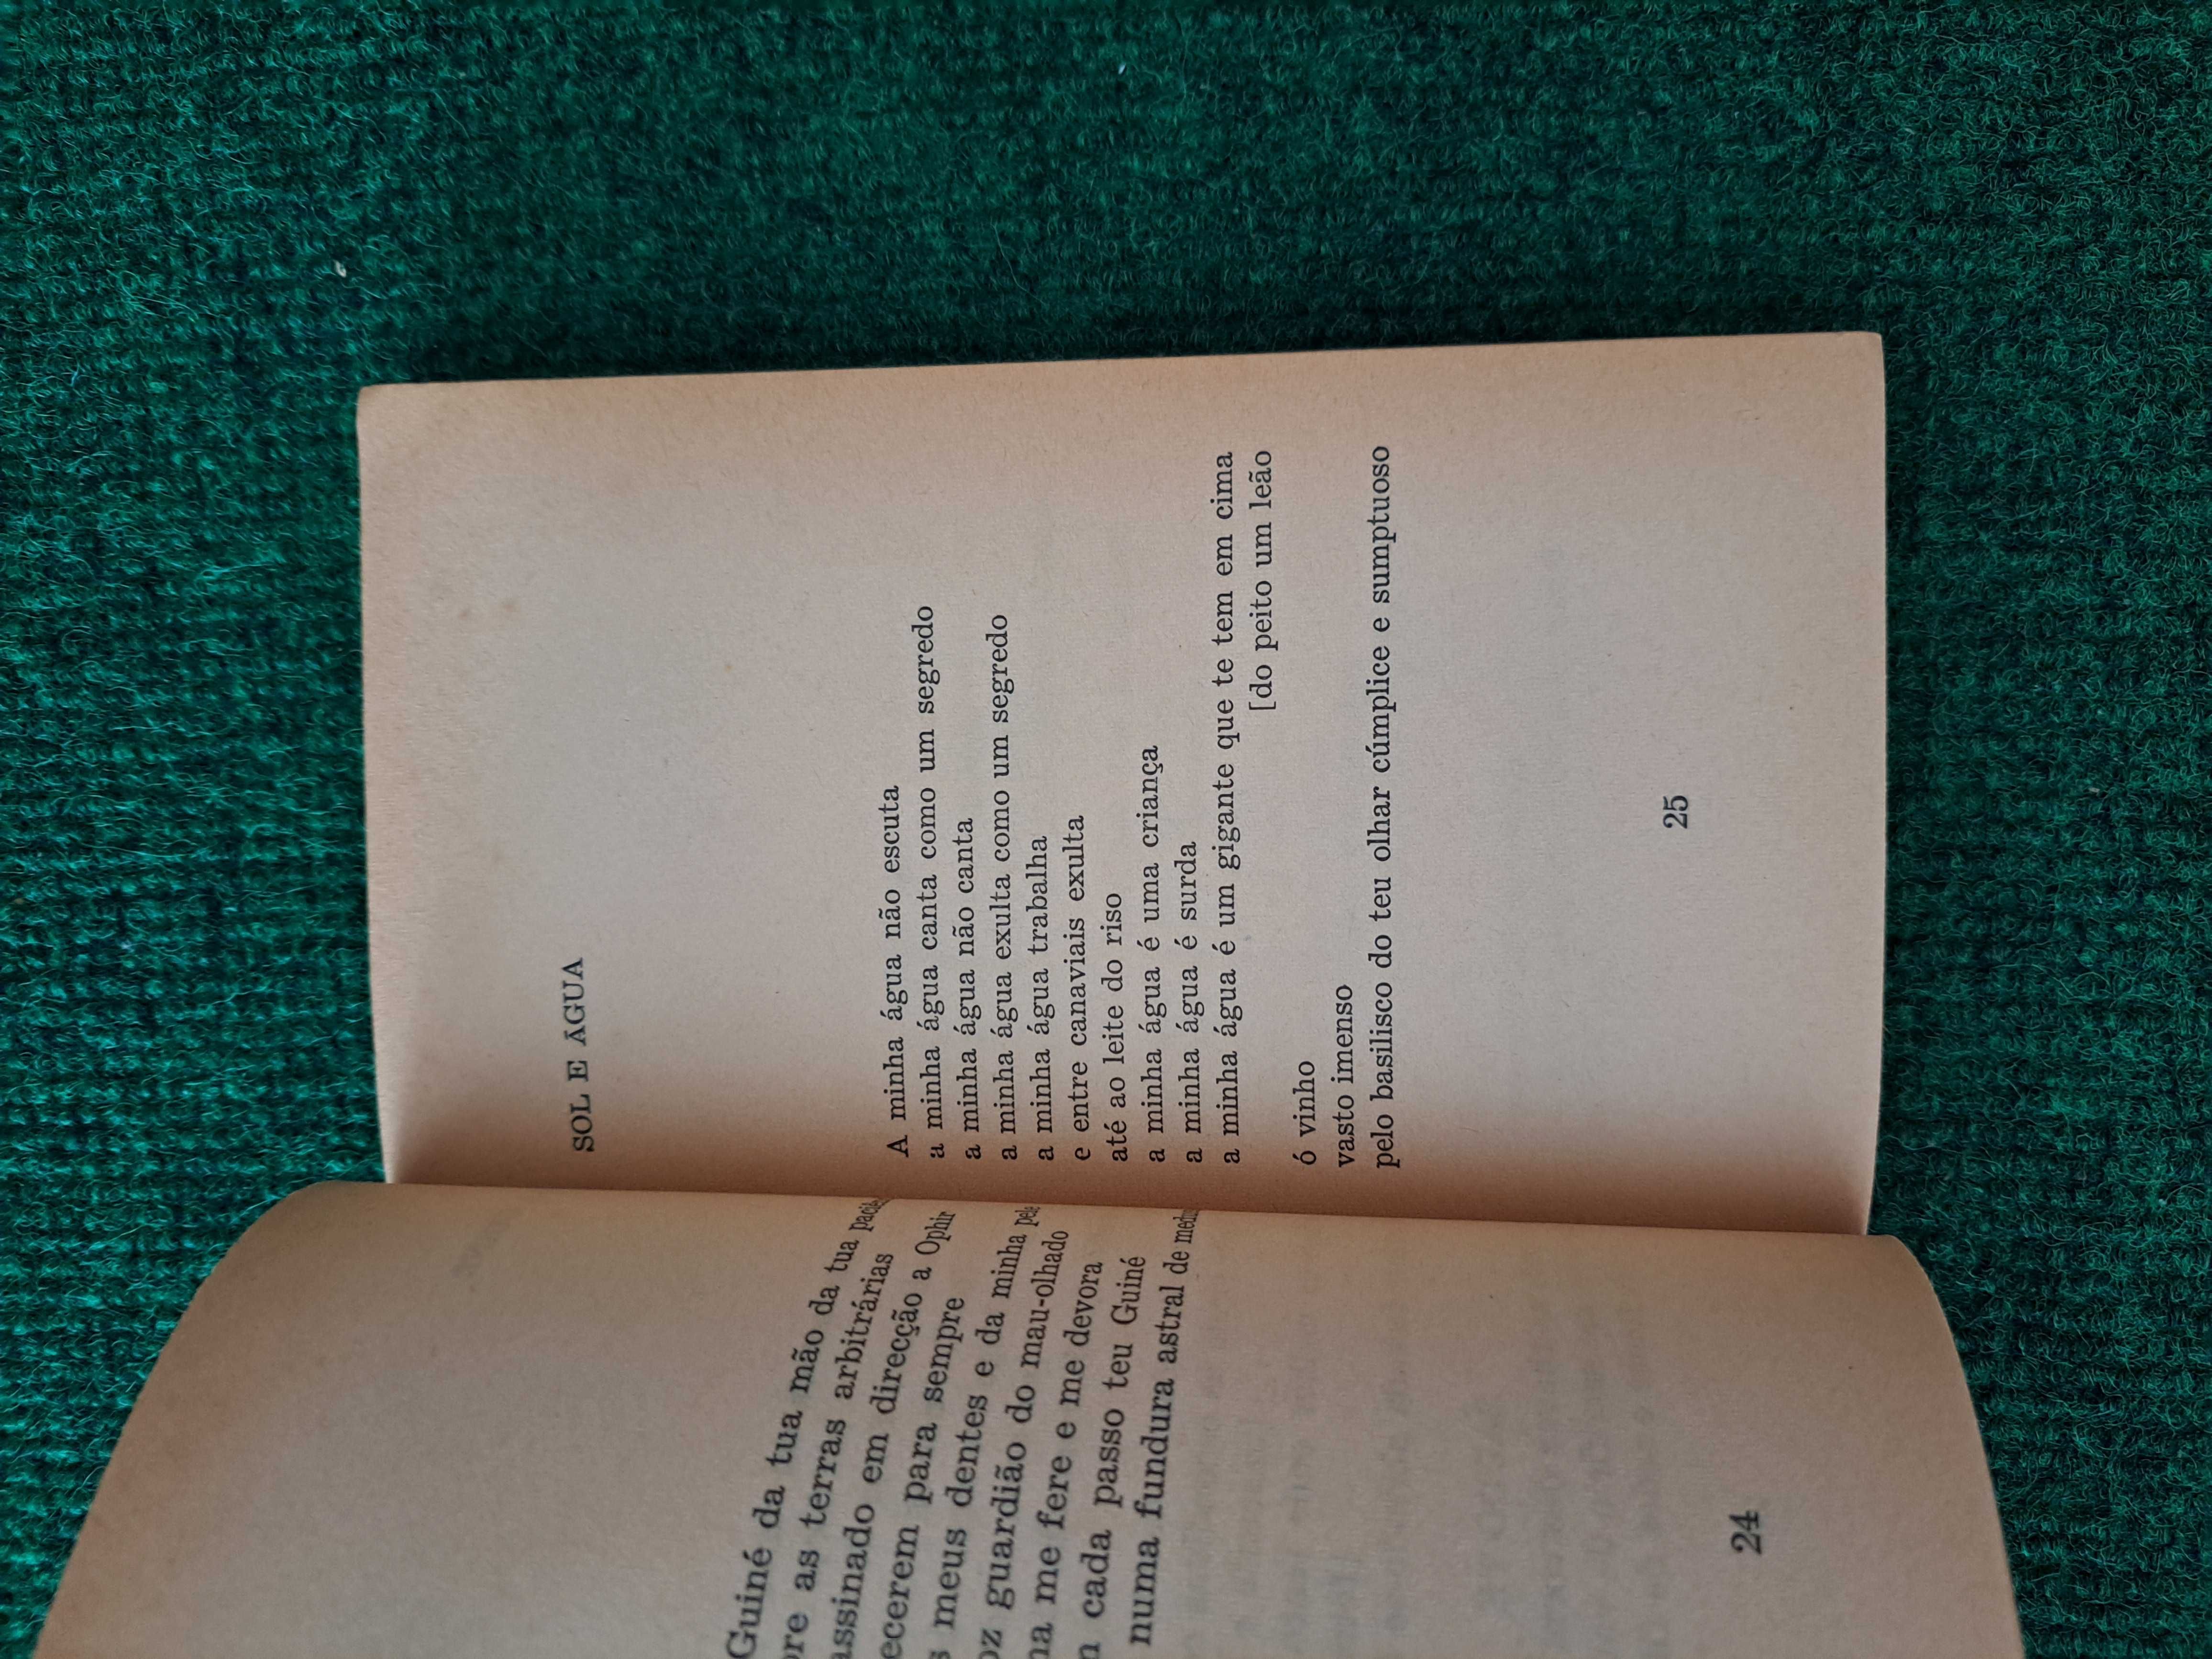 Guiné da tua mão da tua
as terras arbitrárias
em direcção a Ophir
para sempre
meus dentes e da minha
guardião do mau-olhado
me fere e me devora
cada passo teu Guiné
numa fundura astral de
24
SOL E ÁGUA
A minha água não escuta
a minha água canta como um segredo
a minha água não canta
a minha água exulta como um segredo
a minha água trabalha
e entre canaviais exulta
até ao leite do riso
a minha água é uma criança
a minha água é surda
a minha água é um gigante que te tem em cima
[do peito um leão
ó vinho
vasto imenso
pelo basilisco do teu olhar cúmplice e sumptuoso
25